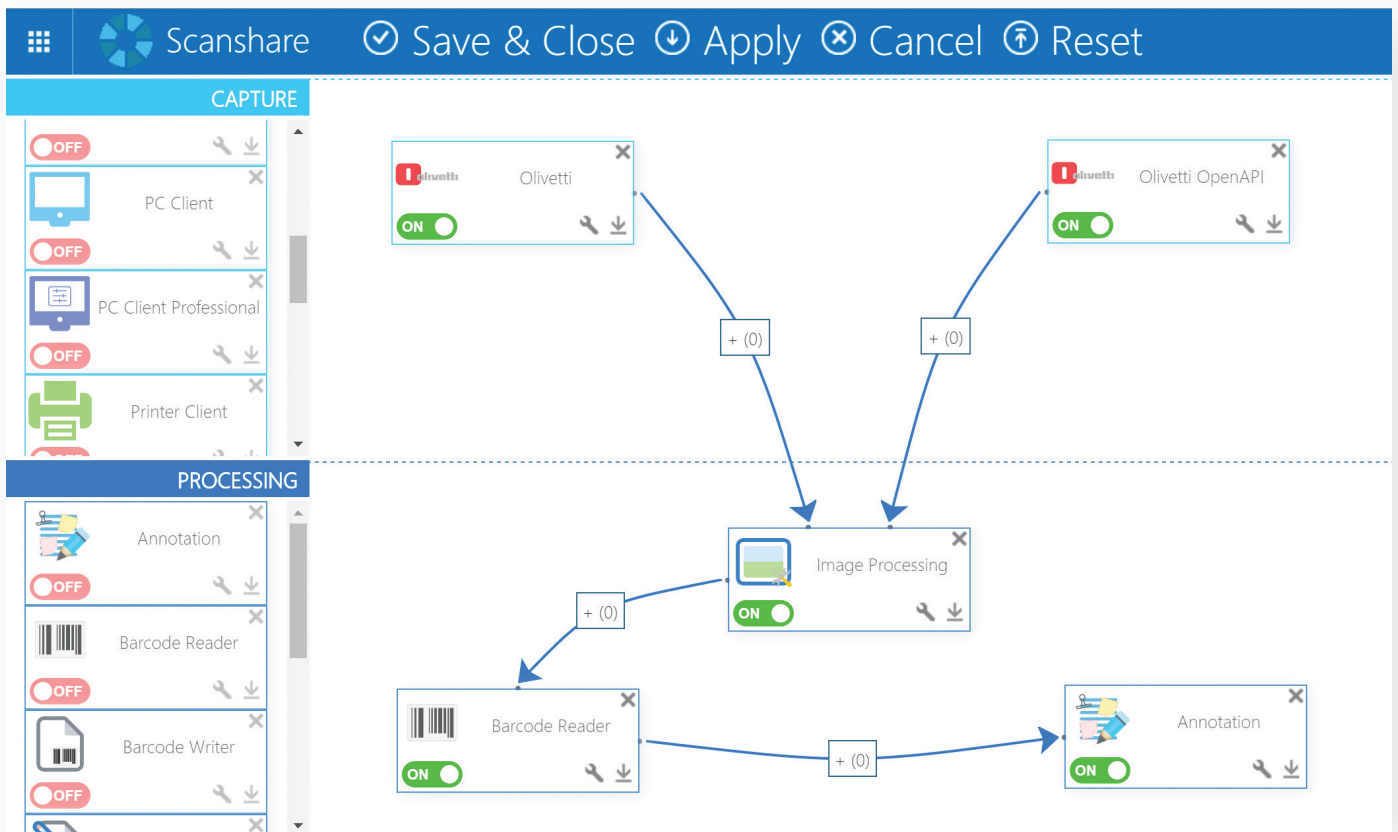 Scanshare Save & Close Apply Cancel Reset
CAPTURE
OFF
PC Client
OFF
PC Client Professional
OFF
Printer Client
olivetti Olivetti
ON
olivetti Olivetti OpenAPI
ON
+ (0)
+ (0)
PROCESSING
Annotation
OFF
Barcode Reader
OFF
Barcode Writer
OFF
Image Processing
ON
+ (0)
Barcode Reader
ON
+ (0)
Annotation
ON